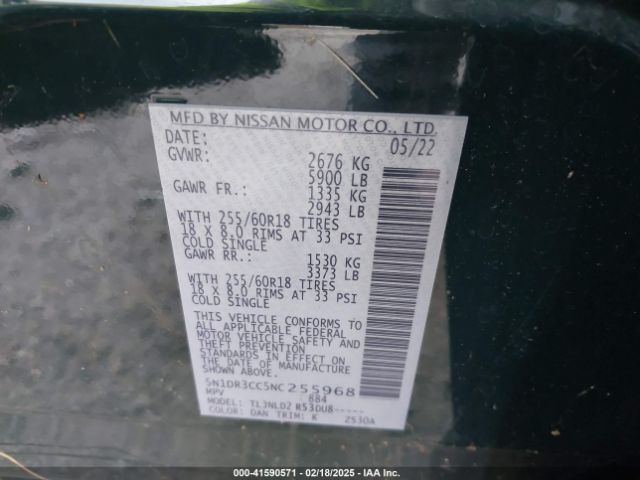 MFD BY NISSAN MOTOR CO., LTD.
DATE: 05/22
GVWR: 2676 KG
5900 LB
GAWR FR.: 1335 KG
2943 LB
WITH 255/60R18 TIRES
18 X 8.0 RIMS AT 33 PSI
COLD SINGLE
GAWR RR.: 1530 KG
3373 LB
WITH 255/60R18 TIRES
18 X 8.0 RIMS AT 33 PSI
COLD SINGLE
THIS VEHICLE CONFORMS TO
ALL APPLICABLE FEDERAL
MOTOR VEHICLE SAFETY AND
THEFT PREVENTION
STANDARDS IN EFFECT ON
THE DATE OF MANUFACTURE
SHOWN ABOVE.
5N1DR3CC5NC255968
MPV 884
MODEL: TLJNLD2 R53DU8-----
COLOR: DAN TRIM: K ZS30A
000-41590571 — 02/18/2025 — IAAI.COM